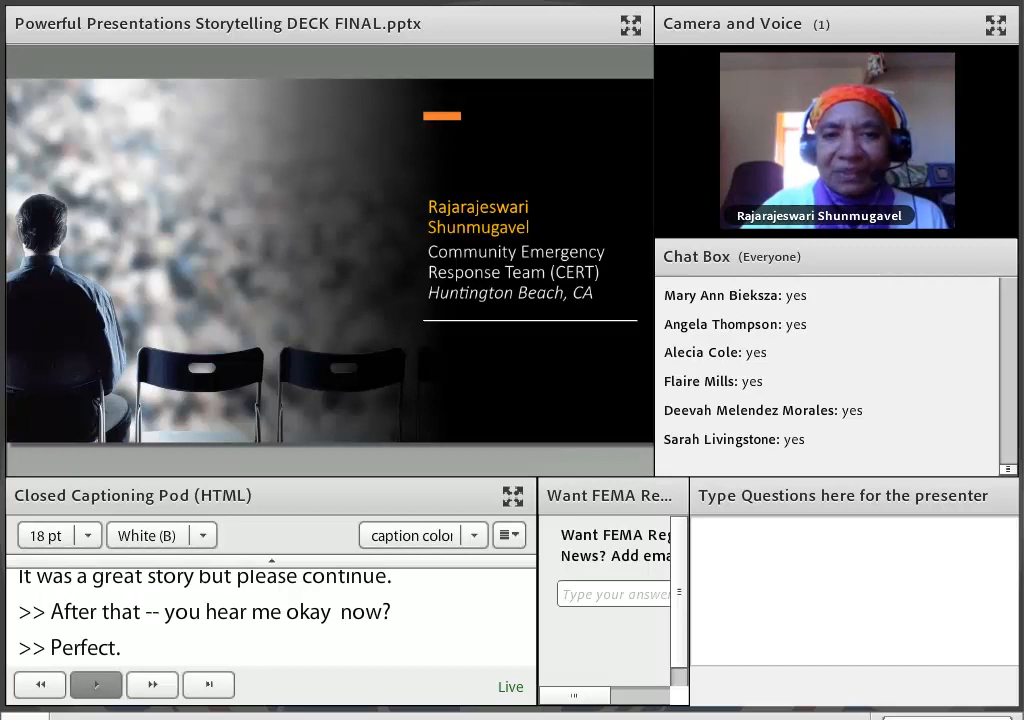 Powerful Presentations Storytelling DECK FINAL.pptx
Rajarajeswari
Shunmugavel
Community Emergency
Response Team (CERT)
Huntington Beach, CA
Camera and Voice (1)
Rajarajeswari Shunmugavel
Chat Box (Everyone)
Mary Ann Bieksza: yes
Angela Thompson: yes
Alecia Cole: yes
Flaire Mills: yes
Deevah Melendez Morales: yes
Sarah Livingstone: yes
Closed Captioning Pod (HTML)
18 pt
White (B)
caption color
It was a great story but please continue.
>> After that -- you hear me okay now?
>> Perfect.
Live
Want FEMA Re...
Want FEMA Reg
News? Add ema
Type your answer
Type Questions here for the presenter